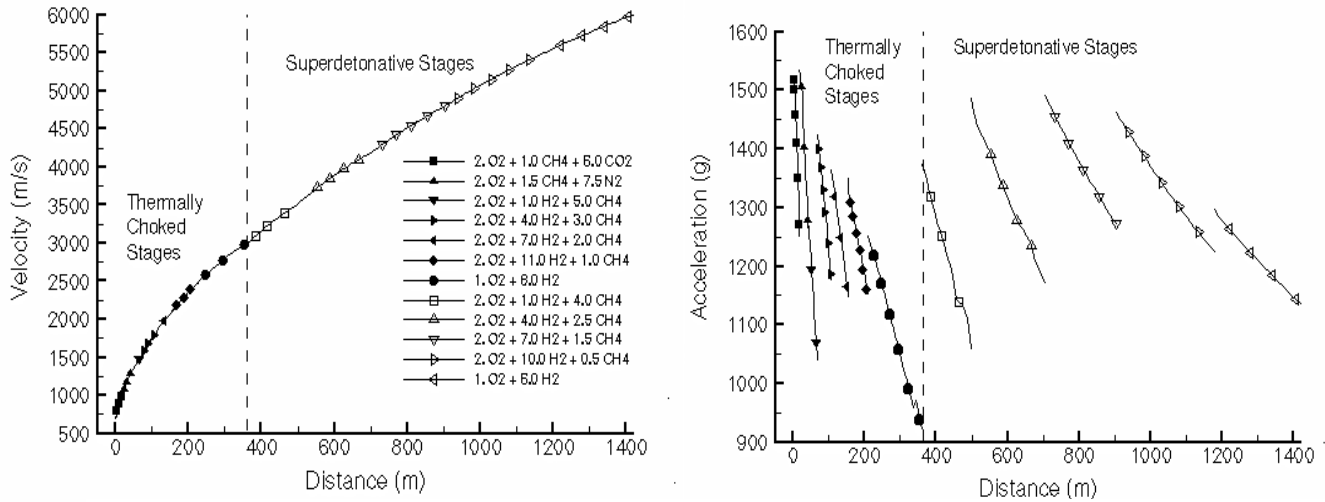 6000
5500
5000
4500
4000
3500
3000
2500
2000
1500
1000
500
Velocity (m/s)
Superdetonative Stages
Thermally
Choked
Stages
2. O2 + 1.0 CH4 + 6.0 CO2
2. O2 + 1.5 CH4 + 7.5 N2
2. O2 + 1.0 H2 + 5.0 CH4
2. O2 + 4.0 H2 + 3.0 CH4
2. O2 + 7.0 H2 + 2.0 CH4
2. O2 + 11.0 H2 + 1.0 CH4
1. O2 + 6.0 H2
2. O2 + 1.0 H2 + 4.0 CH4
2. O2 + 4.0 H2 + 2.5 CH4
2. O2 + 7.0 H2 + 1.5 CH4
2. O2 + 10.0 H2 + 0.5 CH4
1. O2 + 6.0 H2
0 200 400 600 800 1000 1200 1400
Distance (m)
1600
1500
1400
1300
1200
1100
1000
900
Acceleration (g)
Thermally
Choked
Stages
Superdetonative Stages
0 200 400 600 800 1000 1200 1400
Distance (m)